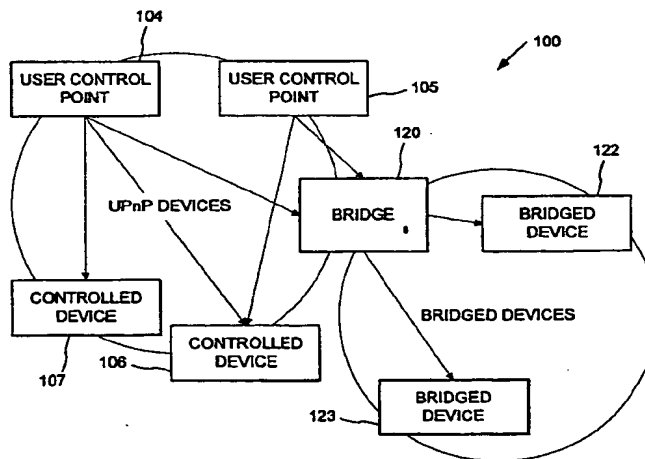 104
100
USER CONTROL
POINT
USER CONTROL
POINT
105
120
122
UPnP DEVICES
BRIDGE
BRIDGED
DEVICE
CONTROLLED
DEVICE
107
106
CONTROLLED
DEVICE
BRIDGED DEVICES
BRIDGED
DEVICE
123